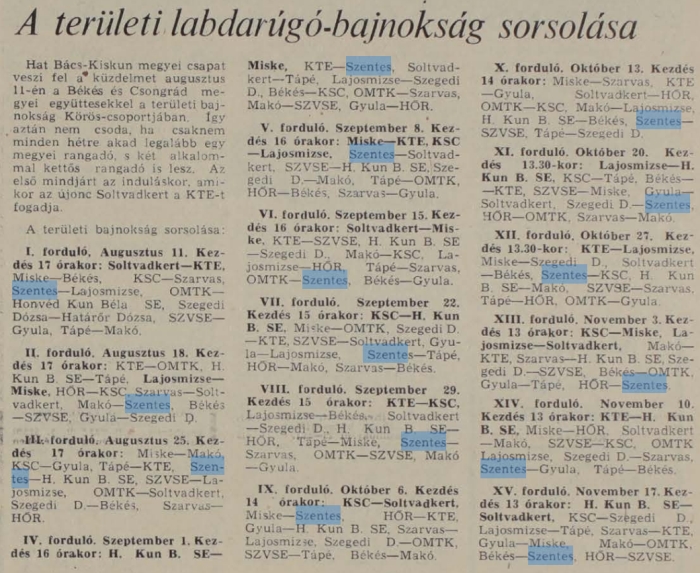 A területi labdarúgó-bajnokság sorsolása
Hat Bács-Kiskun megyei csapat
veszi fel a küzdelmet augusztus
11-én a Békés és Csongrád me-
gyei együttesekkel a területi baj-
nokság Körös-csoportjában. Így
aztán nem csoda, ha csaknem
minden hétre akad legalább egy
megyei rangadó, s két alkalom-
mal kettős rangadó is lesz. Az
első mindjárt az induláskor, ami-
kor az újonc Soltvadkert a KTE-t
fogadja.
A területi bajnokság sorsolása:
I. forduló, Augusztus 11. Kez-
dés 17 órakor: Soltvadkert—KTE,
Miske—Békés, KSC—Szarvas,
Szentes—Lajosmizse, OMTK—
Honvéd Kun Béla SE, Szegedi
Dózsa—Határőr Dózsa, SZVSE—
Gyula, Tápé—Makó.
II. forduló, Augusztus 18. Kez-
dés 17 órakor: KTE—OMTK, H.
Kun B. SE—Tápé, Lajosmizse—
Miske, HŐR—KSC, Szarvas—Solt-
vadkert, Makó—Szentes, Békés
—SZVSE, Gyula—Szegedi D.
III. forduló, Augusztus 25. Kez-
dés 17 órakor: Miske—Makó,
KSC—Gyula, Tápé—KTE, Szen-
tes—H. Kun B. SE, SZVSE—La-
josmizse, OMTK—Soltvadkert,
Szegedi D.—Békés, Szarvas—
HŐR.
IV. forduló. Szeptember 1. Kez-
dés 16 órakor: H. Kun B. SE—
Miske, KTE—Szentes, Soltvad-
kert—Tápé, Lajosmizse—Szegedi
D., Békés—KSC, OMTK—Szarvas,
Makó—SZVSE, Gyula—HŐR.
V. forduló. Szeptember 8. Kez-
dés 16 órakor: Miske—KTE, KSC
—Lajosmizse, Szentes—Soltvad-
kert, SZVSE—H. Kun B. SE, Sze-
gedi D.—Makó, Tápé—OMTK,
HŐR—Békés, Szarvas—Gyula.
VI. forduló. Szeptember 15. Kez-
dés 16 órakor: Soltvadkert—Mis-
ke, KTE—SZVSE, H. Kun B. SE
—Szegedi D., Makó—KSC, La-
josmizse—HŐR, Tápé—Szarvas,
OMTK—Szentes, Békés—Gyula.
VII. forduló. Szeptember 22.
Kezdés 15 órakor: KSC—H. Kun
B. SE, Miske—OMTK, Szegedi D.
—KTE, SZVSE—Soltvadkert, Gyu-
la—Lajosmizse, Szentes—Tápé,
HŐR—Makó, Szarvas—Békés.
VIII. forduló. Szeptember 29.
Kezdés 15 órakor: KTE—KSC,
Lajosmizse—Békés, Soltvadkert
—Szegedi D., H. Kun B. SE—
HŐR, Tápé—Miske, Szentes—
Szarvas, OMTK—SZVSE, Makó
—Gyula.
IX. forduló. Október 6. Kezdés
14 órakor: KSC—Soltvadkert,
Miske—Szentes, HŐR—KTE,
Gyula—H. Kun B. SE, Szarvas—
Lajosmizse, Szegedi D.—OMTK,
SZVSE—Tápé, Békés—Makó.
X. forduló. Október 13. Kezdés
14 órakor: Miske—Szarvas, KTE
—Gyula, Soltvadkert—HŐR,
OMTK—KSC, Makó—Lajosmizse,
H. Kun B. SE—Békés, Szentes—
SZVSE, Tápé—Szegedi D.
XI. forduló. Október 20. Kez-
dés 13.30-kor: Lajosmizse—H.
Kun B. SE, KSC—Tápé, Békés—
—KTE, SZVSE—Miske, Gyula—
Soltvadkert, Szegedi D.—Szentes,
HŐR—OMTK, Szarvas—Makó.
XII. forduló. Október 27. Kez-
dés 13.30-kor: KTE—Lajosmizse,
Miske—Szegedi D., Soltvadkert
—Békés, Szentes—KSC, H. Kun
B. SE—Makó, SZVSE—Szarvas,
Tápé—HŐR, OMTK—Gyula.
XIII. forduló. November 3. Kez-
dés 13 órakor: KSC—Miske, La-
josmizse—Soltvadkert, Makó—
KTE, Szarvas—H. Kun B. SE, Sze-
gedi D.—SZVSE, Békés—OMTK,
Gyula—Tápé, HŐR—Szentes.
XIV. forduló. November 10.
Kezdés 13 órakor: KTE—H. Kun
B. SE, Miske—HŐR, Soltvadkert
—Makó, SZVSE—KSC, OMTK—
Lajosmizse, Szegedi D.—Szarvas,
Szentes—Gyula, Tápé—Békés.
XV. forduló. November 17. Kez-
dés 13 órakor: H. Kun B. SE—
Soltvadkert, KSC—Szegedi D.,
Lajosmizse—Tápé, Szarvas—KTE,
Gyula—Miske, Makó—OMTK,
Békés—Szentes, HŐR—SZVSE.